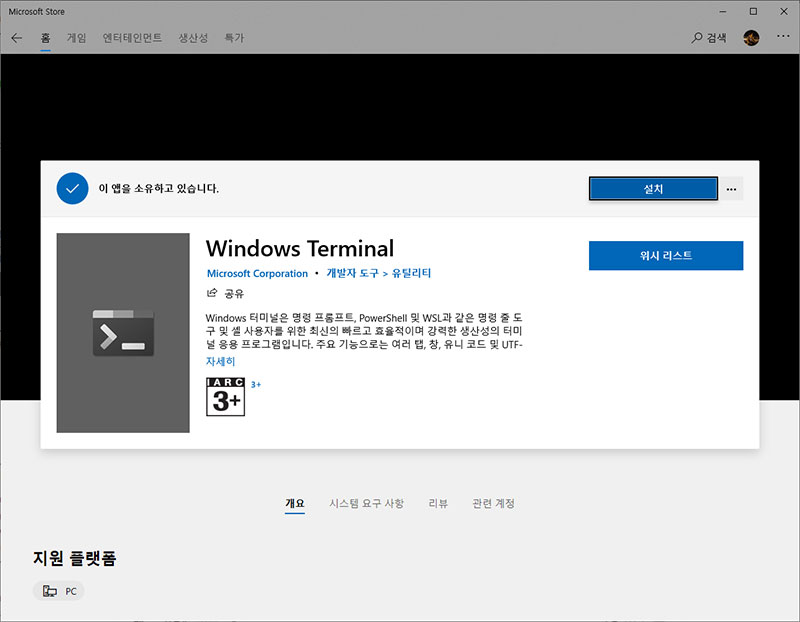 Microsoft Store
홈 게임 엔터테인먼트 생산성 특가 검색
이 앱을 소유하고 있습니다.
설치
Windows Terminal
위시 리스트
Microsoft Corporation • 개발자 도구 > 유틸리티
공유
Windows 터미널은 명령 프롬프트, PowerShell 및 WSL과 같은 명령 줄 도
구 및 셸 사용자를 위한 최신의 빠르고 효율적이며 강력한 생산성의 터미
널 응용 프로그램입니다. 주요 기능으로는 여러 탭, 창, 유니 코드 및 UTF-
자세히
IARC
3+
3+
개요 시스템 요구 사항 리뷰 관련 계정
지원 플랫폼
PC